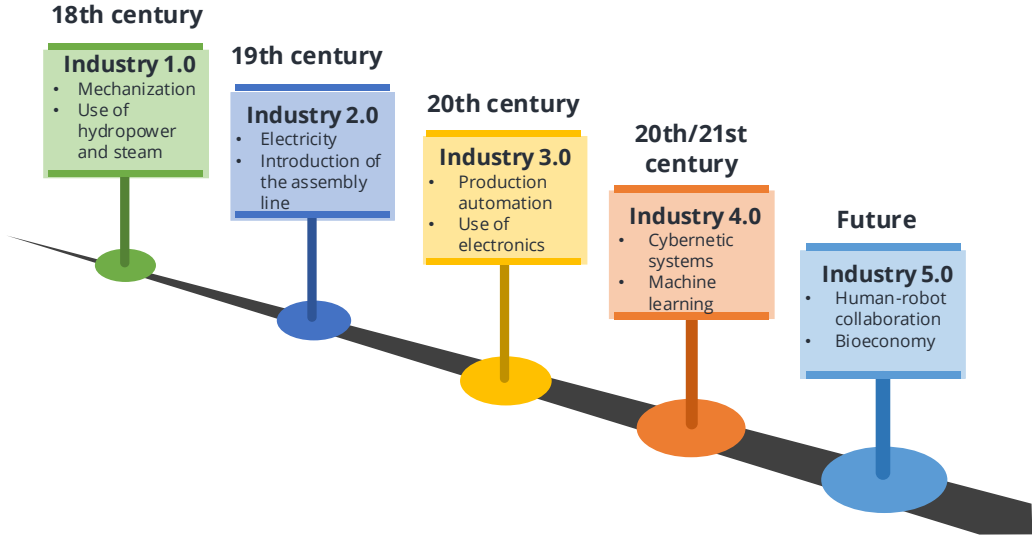 18th century
Industry 1.0
• Mechanization
• Use of
hydropower
and steam
19th century
Industry 2.0
• Electricity
• Introduction of
the assembly
line
20th century
Industry 3.0
• Production
automation
• Use of
electronics
20th/21st
century
Industry 4.0
• Cybernetic
systems
• Machine
learning
Future
Industry 5.0
• Human-robot
collaboration
• Bioeconomy